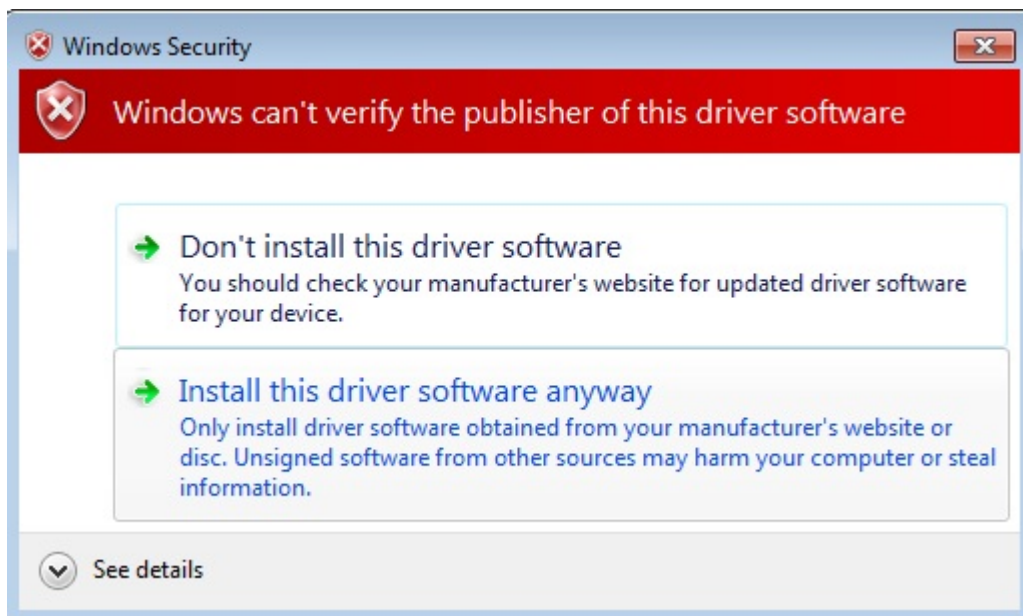 Windows Security
Windows can't verify the publisher of this driver software
Don't install this driver software
You should check your manufacturer's website for updated driver software
for your device.
Install this driver software anyway
Only install driver software obtained from your manufacturer's website or
disc. Unsigned software from other sources may harm your computer or steal
information.
See details